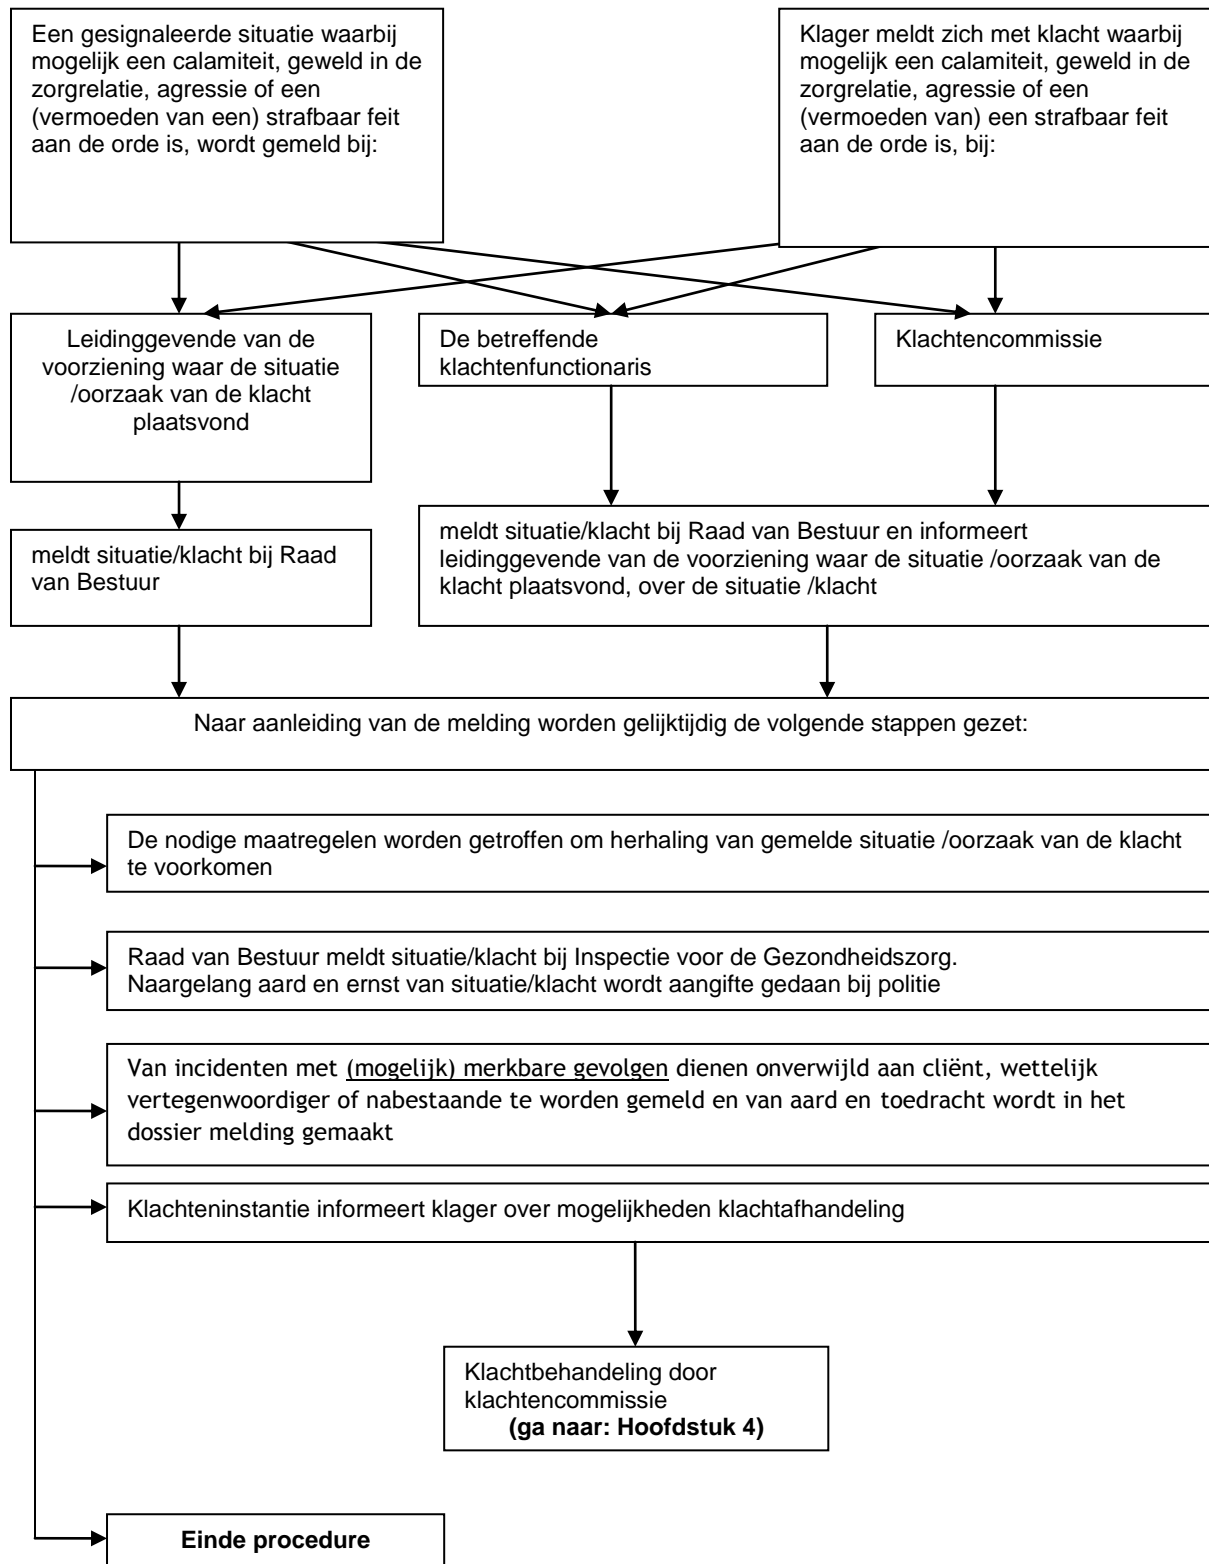 Een gesignaleerde situatie waarbij
mogelijk een calamiteit, geweld in de
zorgrelatie, agressie of een
(vermoeden van een) strafbaar feit
aan de orde is, wordt gemeld bij:
Klager meldt zich met klacht waarbij
mogelijk een calamiteit, geweld in de
zorgrelatie, agressie of een
(vermoeden van) een strafbaar feit
aan de orde is, bij:
Leidinggevende van de
voorziening waar de situatie
/oorzaak van de klacht
plaatsvond
De betreffende
klachtenfunctionaris
Klachtencommissie
meldt situatie/klacht bij Raad
van Bestuur
meldt situatie/klacht bij Raad van Bestuur en informeert
leidinggevende van de voorziening waar de situatie /oorzaak van de
klacht plaatsvond, over de situatie /klacht
Naar aanleiding van de melding worden gelijktijdig de volgende stappen gezet:
De nodige maatregelen worden getroffen om herhaling van gemelde situatie /oorzaak van de klacht
te voorkomen
Raad van Bestuur meldt situatie/klacht bij Inspectie voor de Gezondheidszorg.
Naargelang aard en ernst van situatie/klacht wordt aangifte gedaan bij politie
Van incidenten met (mogelijk) merkbare gevolgen dienen onverwijld aan cliënt, wettelijk
vertegenwoordiger of nabestaande te worden gemeld en van aard en toedracht wordt in het
dossier melding gemaakt
Klachteninstantie informeert klager over mogelijkheden klachtafhandeling
Klachtbehandeling door
klachtencommissie
(ga naar: Hoofdstuk 4)
Einde procedure